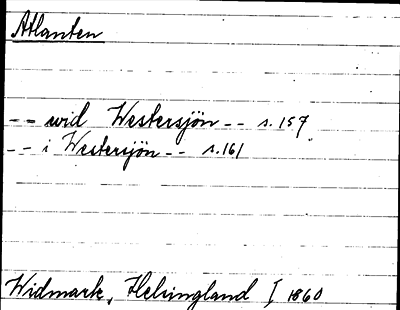 Atlanten
-- wid Westersjön -- s. 157
-- i Westersjön -- s. 161
Widmark, Helsingland I 1860